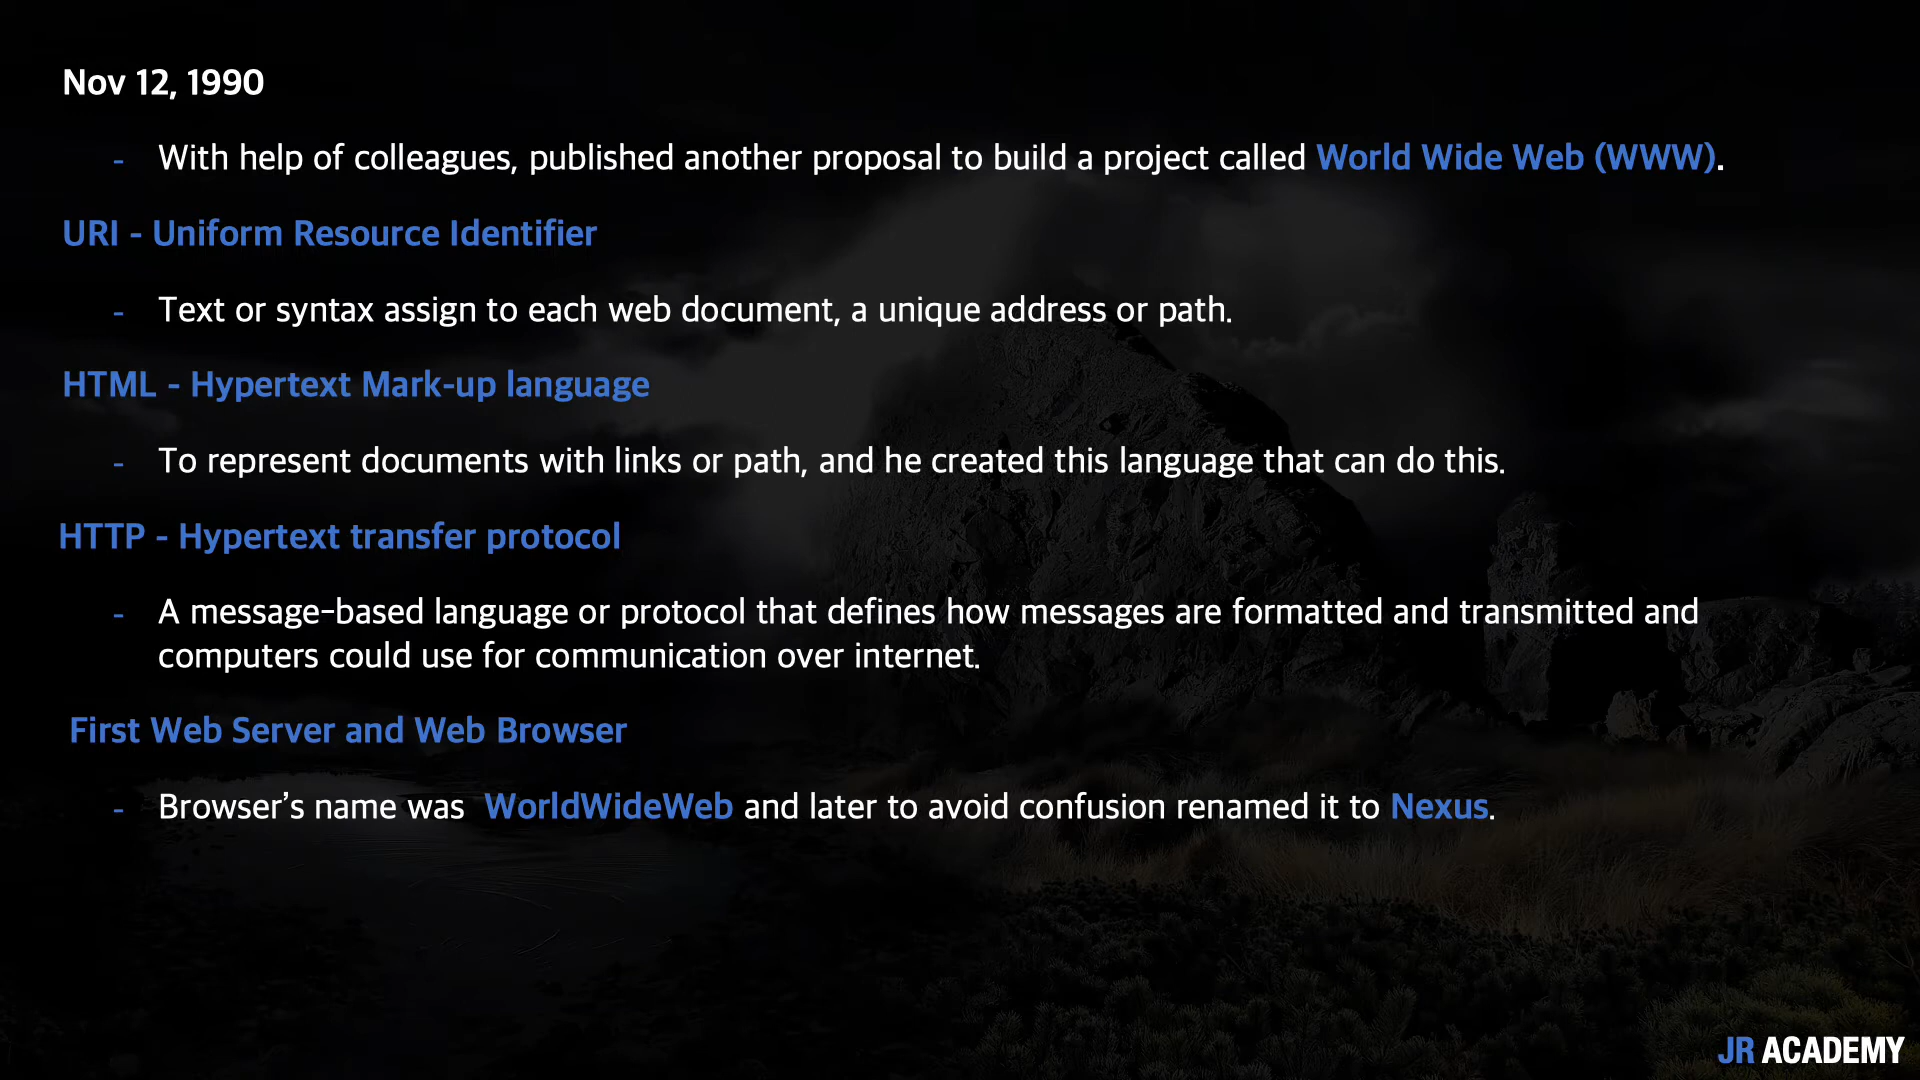 Nov 12, 1990
- With help of colleagues, published another proposal to build a project called World Wide Web (WWW).
URI - Uniform Resource Identifier
- Text or syntax assign to each web document, a unique address or path.
HTML - Hypertext Mark-up language
- To represent documents with links or path, and he created this language that can do this.
HTTP - Hypertext transfer protocol
- A message-based language or protocol that defines how messages are formatted and transmitted and
computers could use for communication over internet.
First Web Server and Web Browser
- Browser’s name was WorldWideWeb and later to avoid confusion renamed it to Nexus.
JR ACADEMY